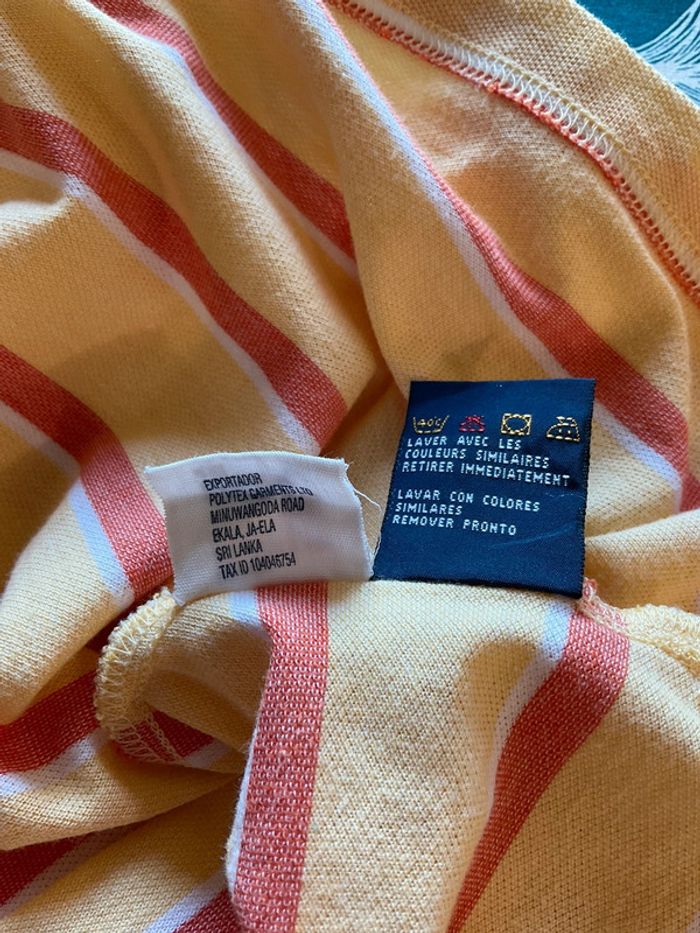 EXPORTADOR
POLYTEX GARMENTS LTD
MINUWANGODA ROAD
EKALA, JA-ELA
SRI LANKA
TAX ID 104046754
40°C
LAVER AVEC LES
COULEURS SIMILAIRES
RETIRER IMMEDIATEMENT
LAVAR CON COLORES
SIMILARES
REMOVER PRONTO